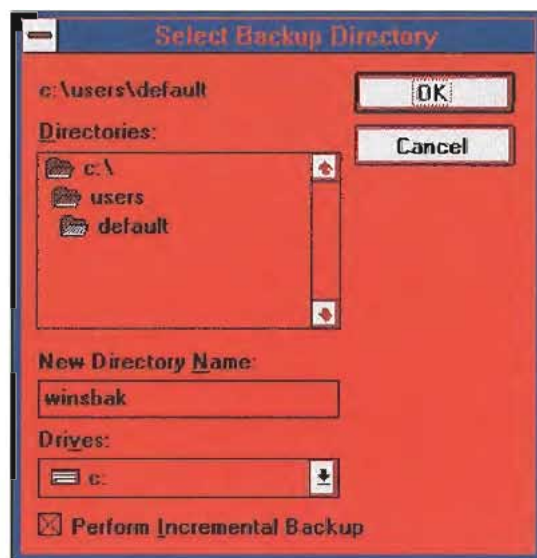 Select Backup Directory
c:\users\default
OK
Directories:
Cancel
c:\
users
default
New Directory Name:
winsbak
Drives:
c:
Perform Incremental Backup